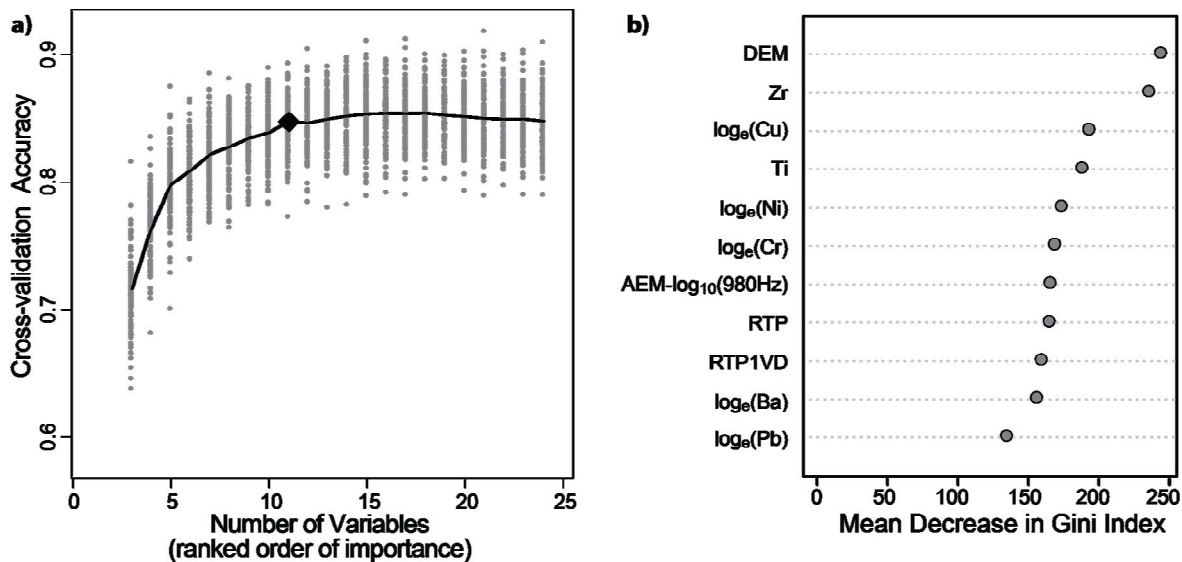 a)
0.9
0.8
0.7
0.6
Cross-validation Accuracy
0 5 10 15 20 25
Number of Variables
(ranked order of importance)
b)
DEM
Zr
logₑ(Cu)
Ti
logₑ(Ni)
logₑ(Cr)
AEM-log₁₀(980Hz)
RTP
RTP1VD
logₑ(Ba)
logₑ(Pb)
0 50 100 150 200 250
Mean Decrease in Gini Index